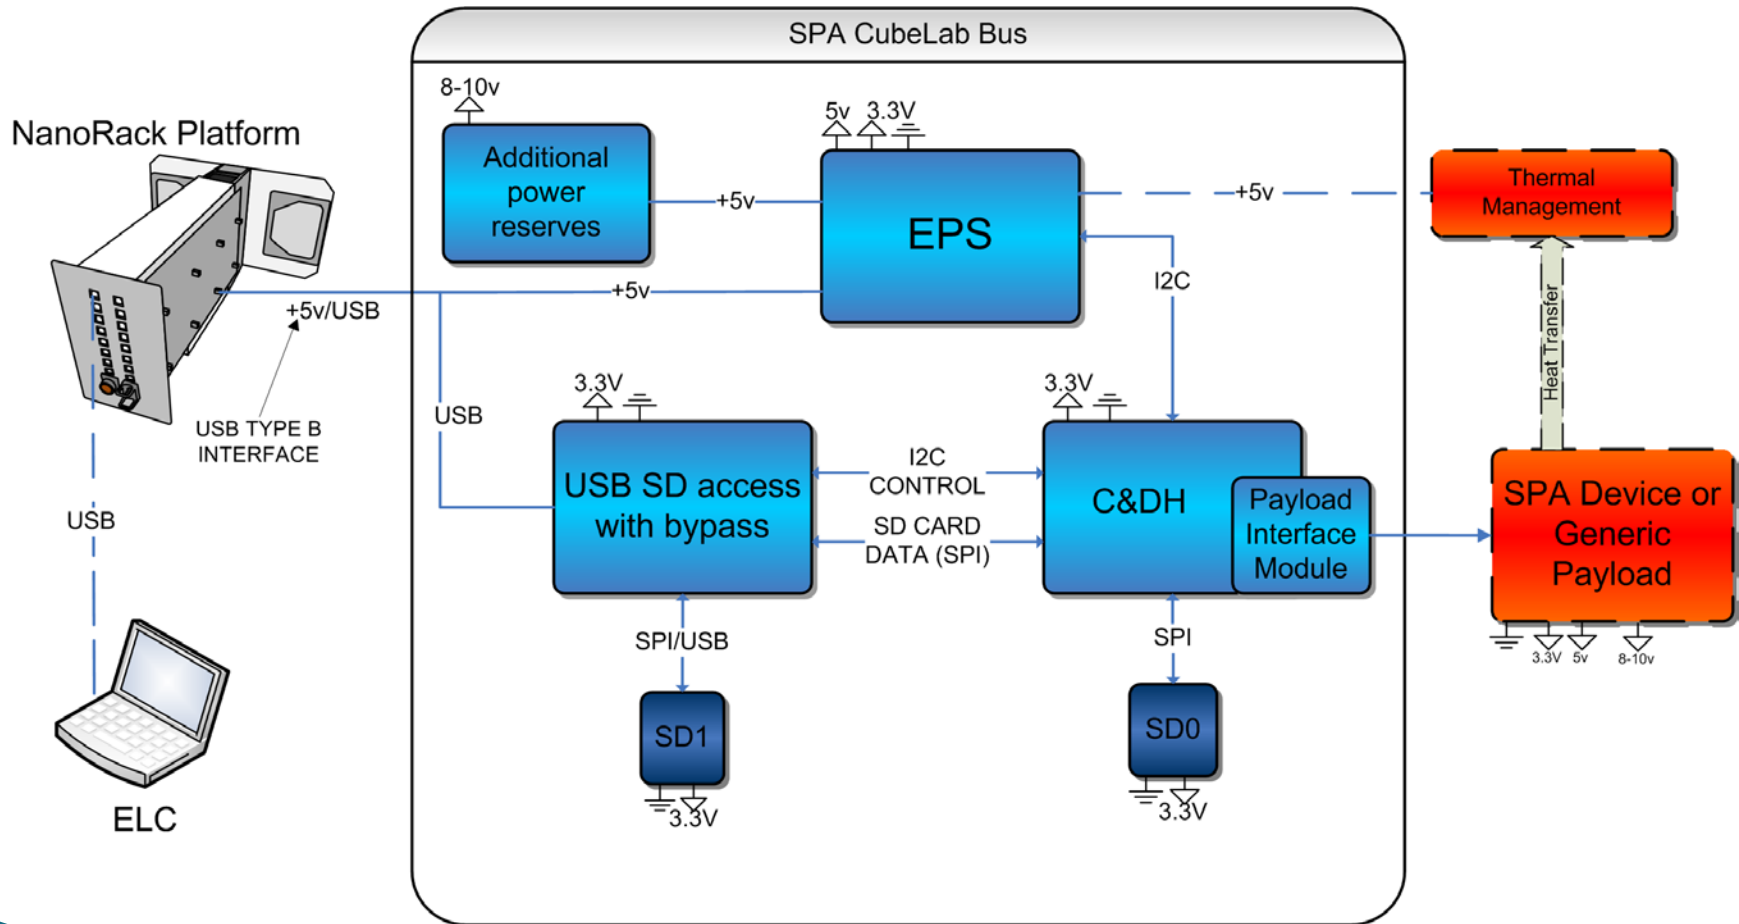 SPA CubeLab Bus
NanoRack Platform
8-10v
Additional
power
reserves
+5v
5v
3.3V
EPS
+5v
Thermal
Management
+5v/USB
+5v
I2C
Heat Transfer
USB TYPE B
INTERFACE
USB
USB
3.3V
USB SD access
with bypass
I2C
CONTROL
SD CARD
DATA (SPI)
3.3V
C&DH
Payload
Interface
Module
SPA Device or
Generic
Payload
3.3V
5v
8-10v
SPI/USB
SPI
SD1
3.3V
SD0
3.3V
ELC